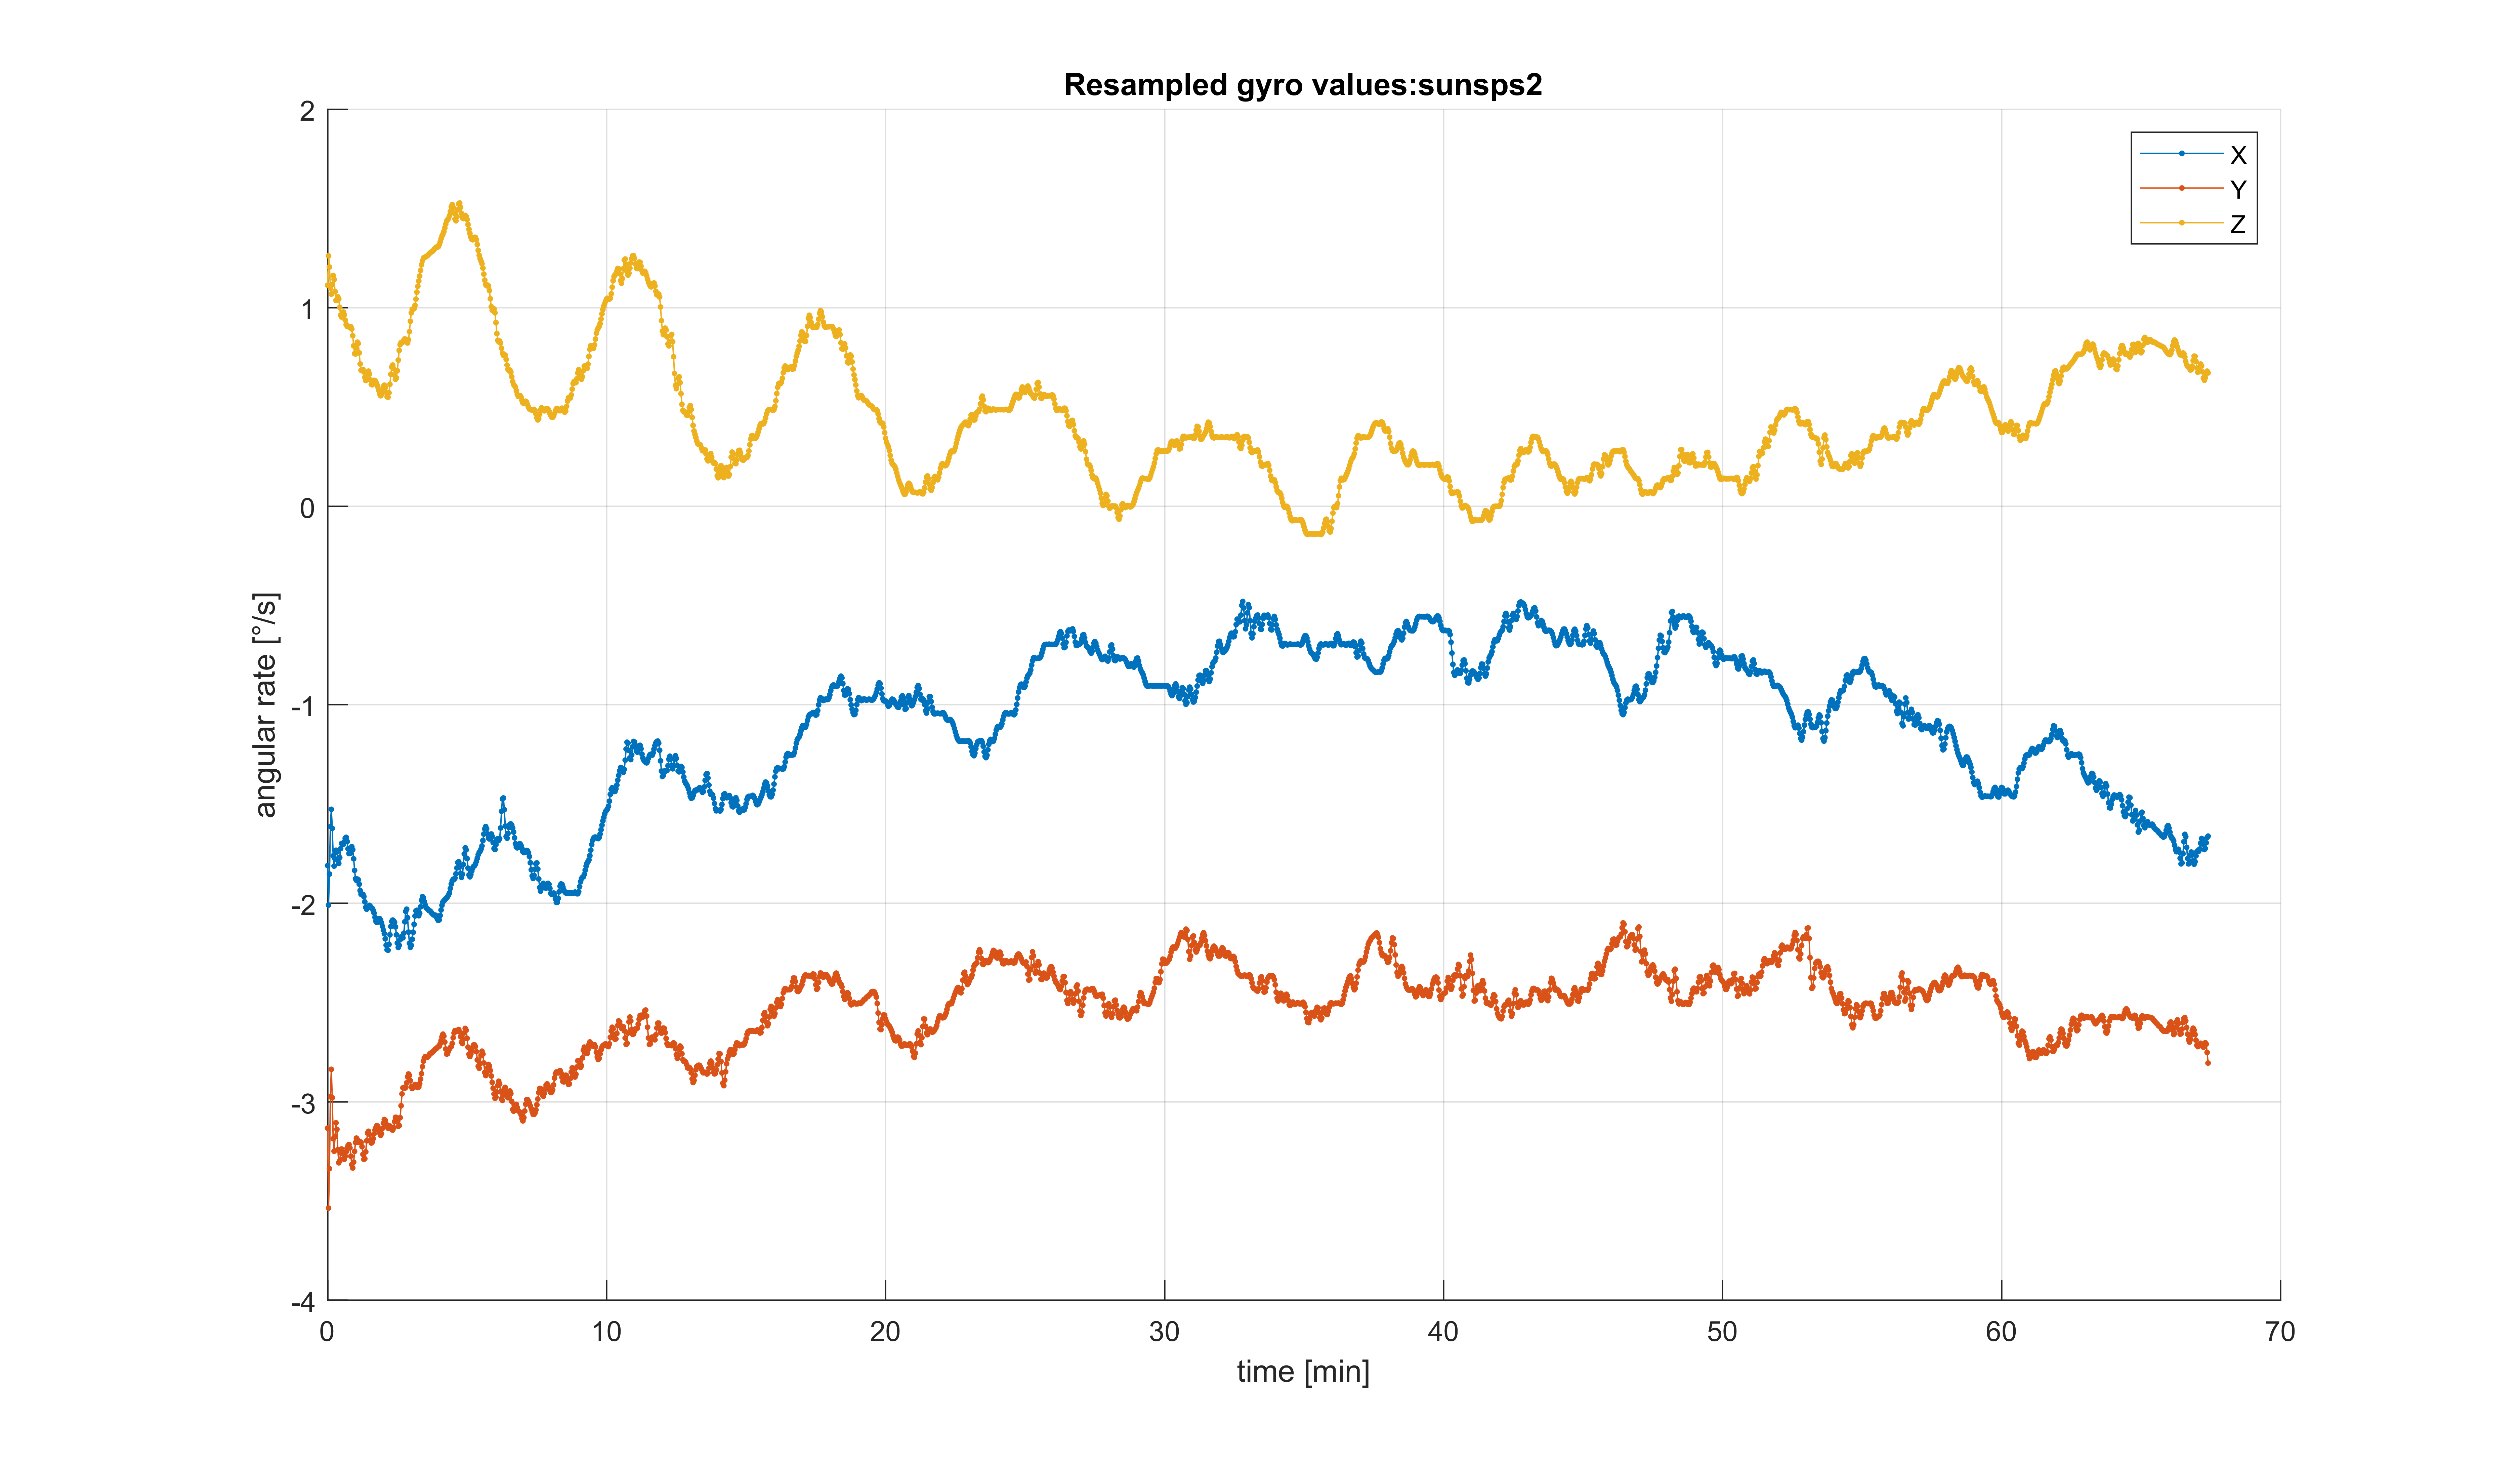 Resampled gyro values:sunsps2
2
1
0
-1
-2
-3
-4
angular rate [°/s]
X
Y
Z
0 10 20 30 40 50 60 70
time [min]